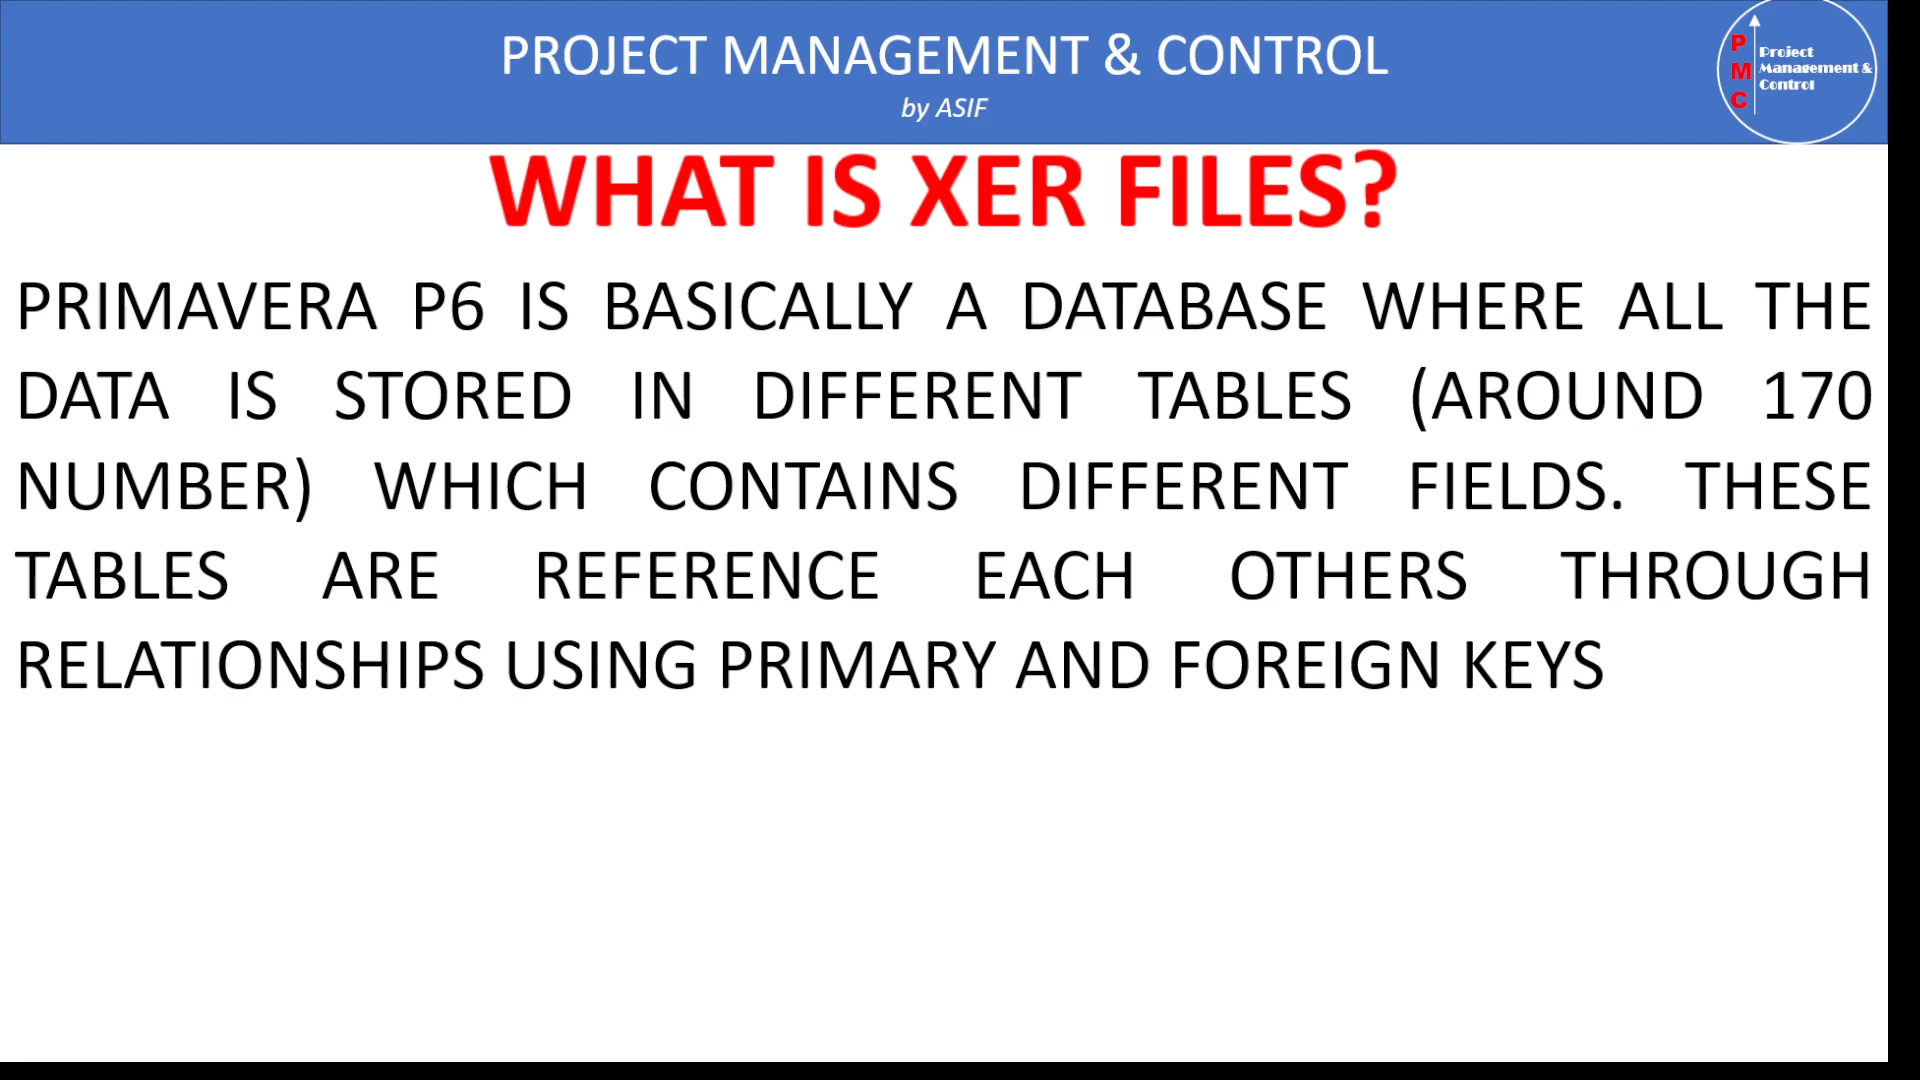 PROJECT MANAGEMENT & CONTROL
by ASIF
P
M
C
Project
Management &
Control
WHAT IS XER FILES?
PRIMAVERA P6 IS BASICALLY A DATABASE WHERE ALL THE
DATA IS STORED IN DIFFERENT TABLES (AROUND 170
NUMBER) WHICH CONTAINS DIFFERENT FIELDS. THESE
TABLES ARE REFERENCE EACH OTHERS THROUGH
RELATIONSHIPS USING PRIMARY AND FOREIGN KEYS